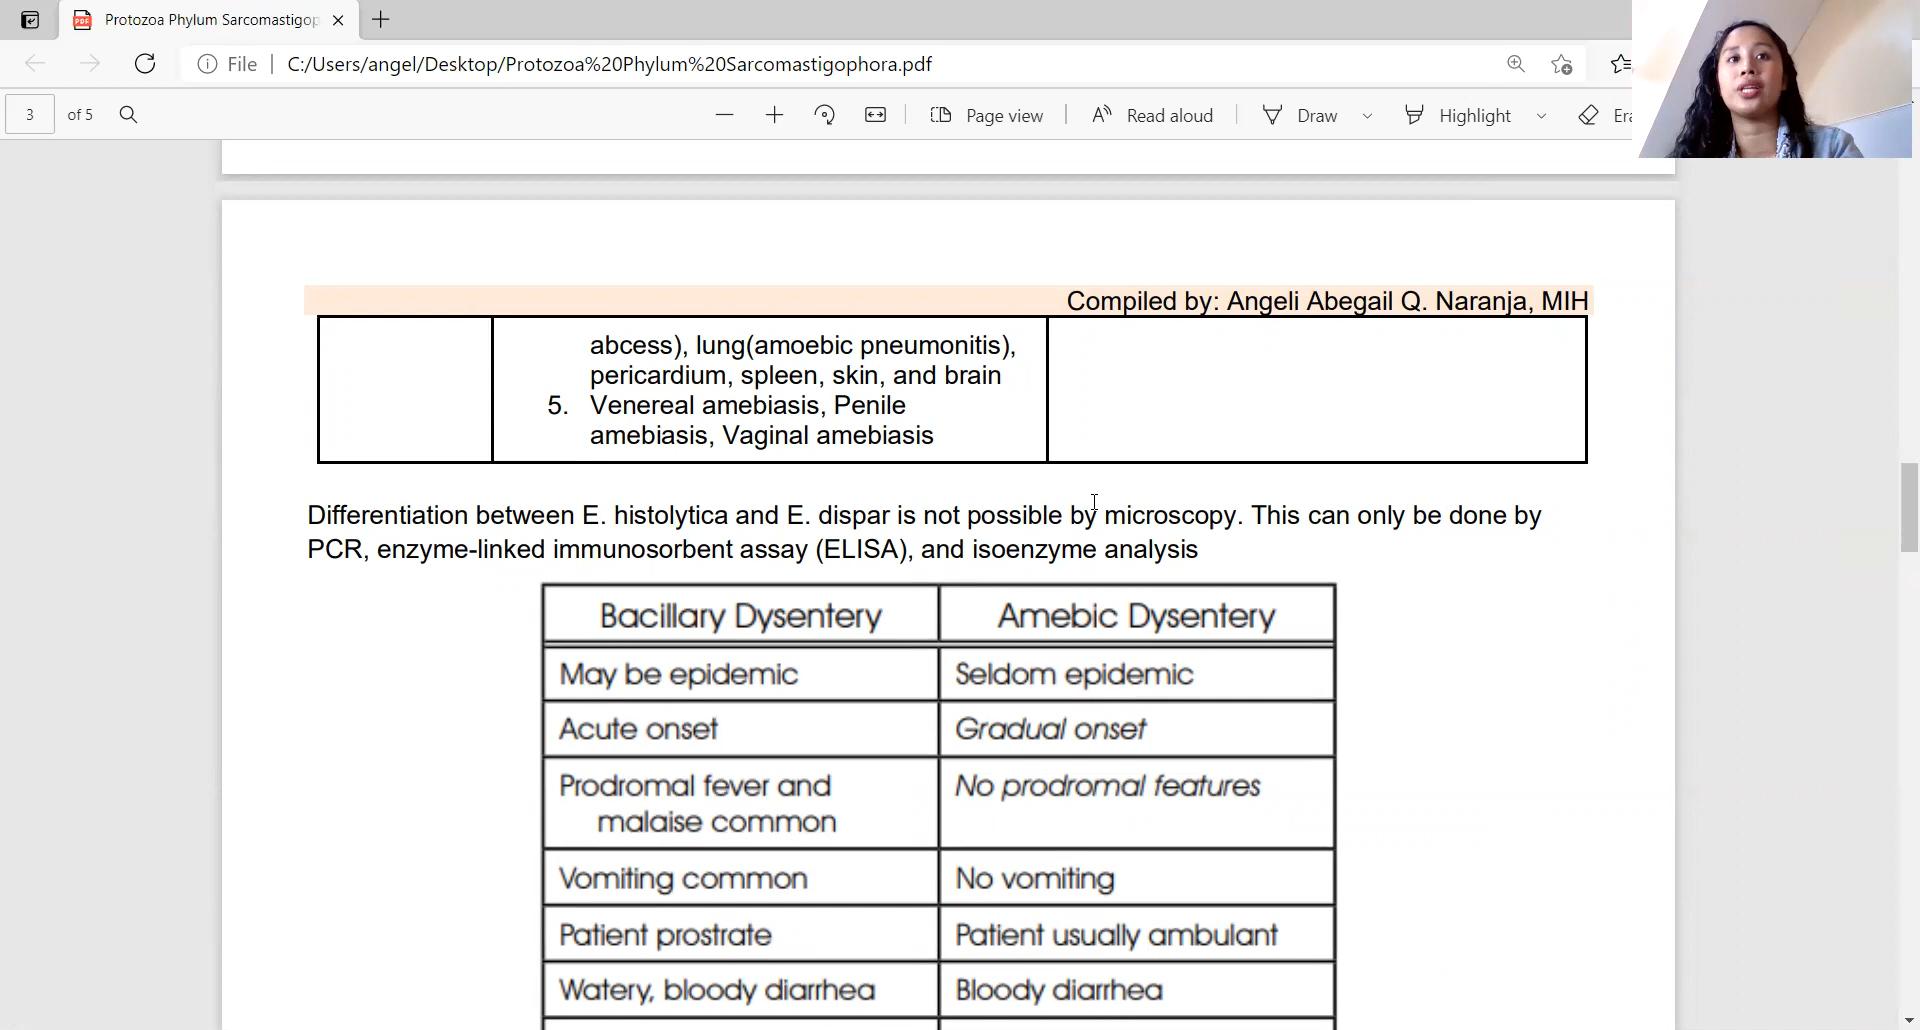 Protozoa Phylum Sarcomastigop
File
C:/Users/angel/Desktop/Protozoa%20Phylum%20Sarcomastigophora.pdf
3 of 5
Page view
Read aloud
Draw
Highlight
Era
Compiled by: Angeli Abegail Q. Naranja, MIH
abcess), lung(amoebic pneumonitis),
pericardium, spleen, skin, and brain
5. Venereal amebiasis, Penile
amebiasis, Vaginal amebiasis
Differentiation between E. histolytica and E. dispar is not possible by microscopy. This can only be done by
PCR, enzyme-linked immunosorbent assay (ELISA), and isoenzyme analysis
Bacillary Dysentery Amebic Dysentery
May be epidemic Seldom epidemic
Acute onset Gradual onset
Prodromal fever and No prodromal features
malaise common
Vomiting common No vomiting
Patient prostrate Patient usually ambulant
Watery, bloody diarrhea Bloody diarrhea